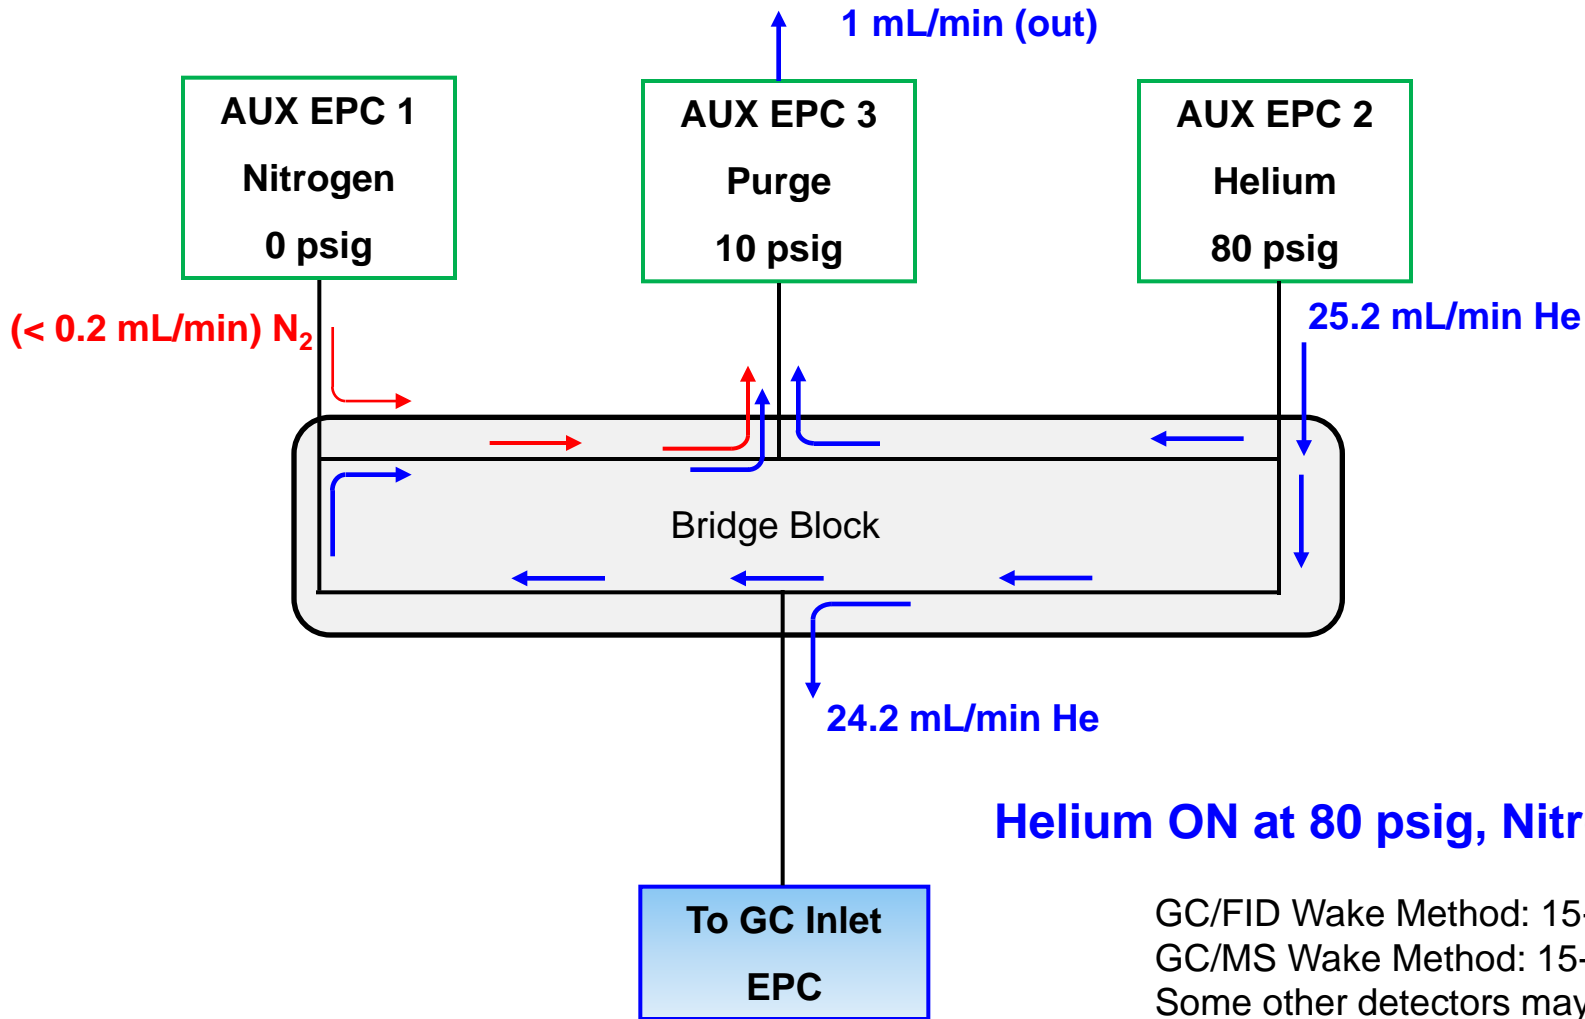 1 mL/min (out)
AUX EPC 1
Nitrogen
0 psig
AUX EPC 3
Purge
10 psig
AUX EPC 2
Helium
80 psig
(< 0.2 mL/min) N₂
25.2 mL/min He
Bridge Block
24.2 mL/min He
Helium ON at 80 psig, Nitr
To GC Inlet
EPC
GC/FID Wake Method: 15-
GC/MS Wake Method: 15-
Some other detectors may